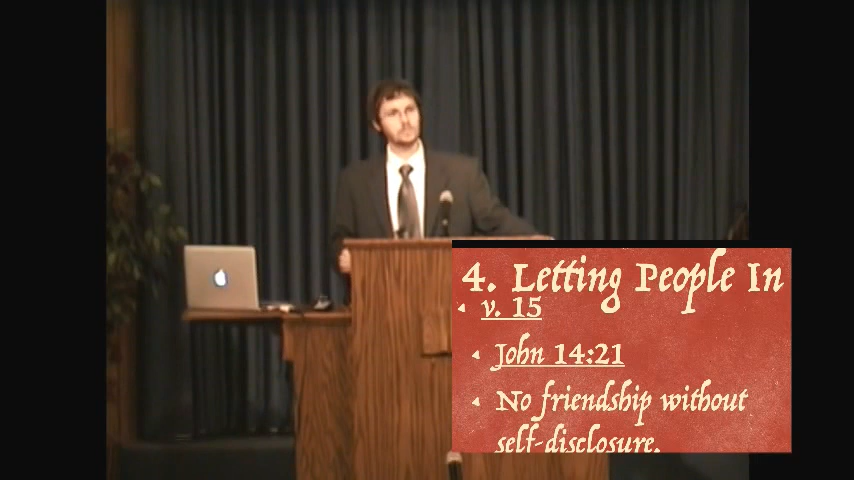 4. Letting People In
v. 15
John 14:21
No friendship without
self-disclosure.